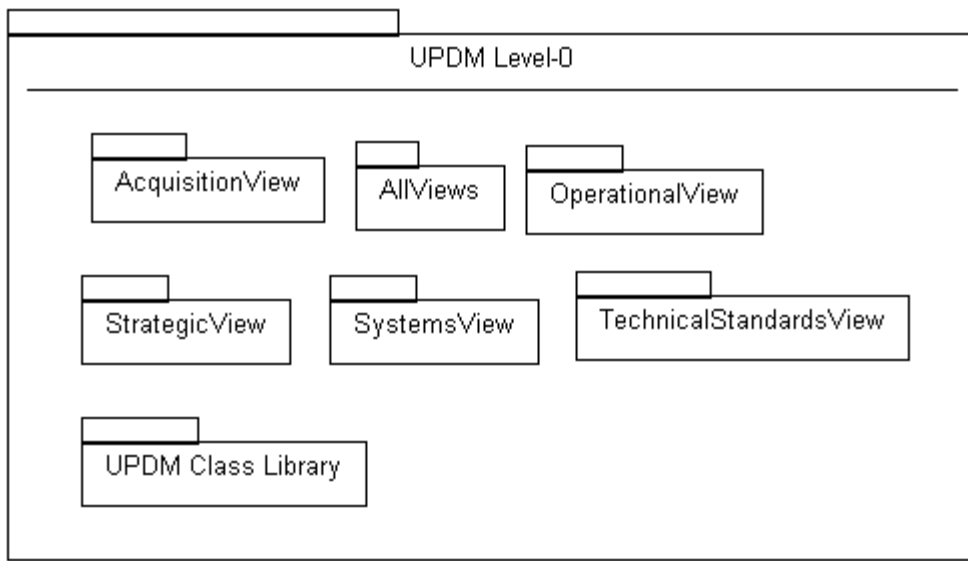 UPDM Level-0
AcquisitionView
AllViews
OperationalView
StrategicView
SystemsView
TechnicalStandardsView
UPDM Class Library